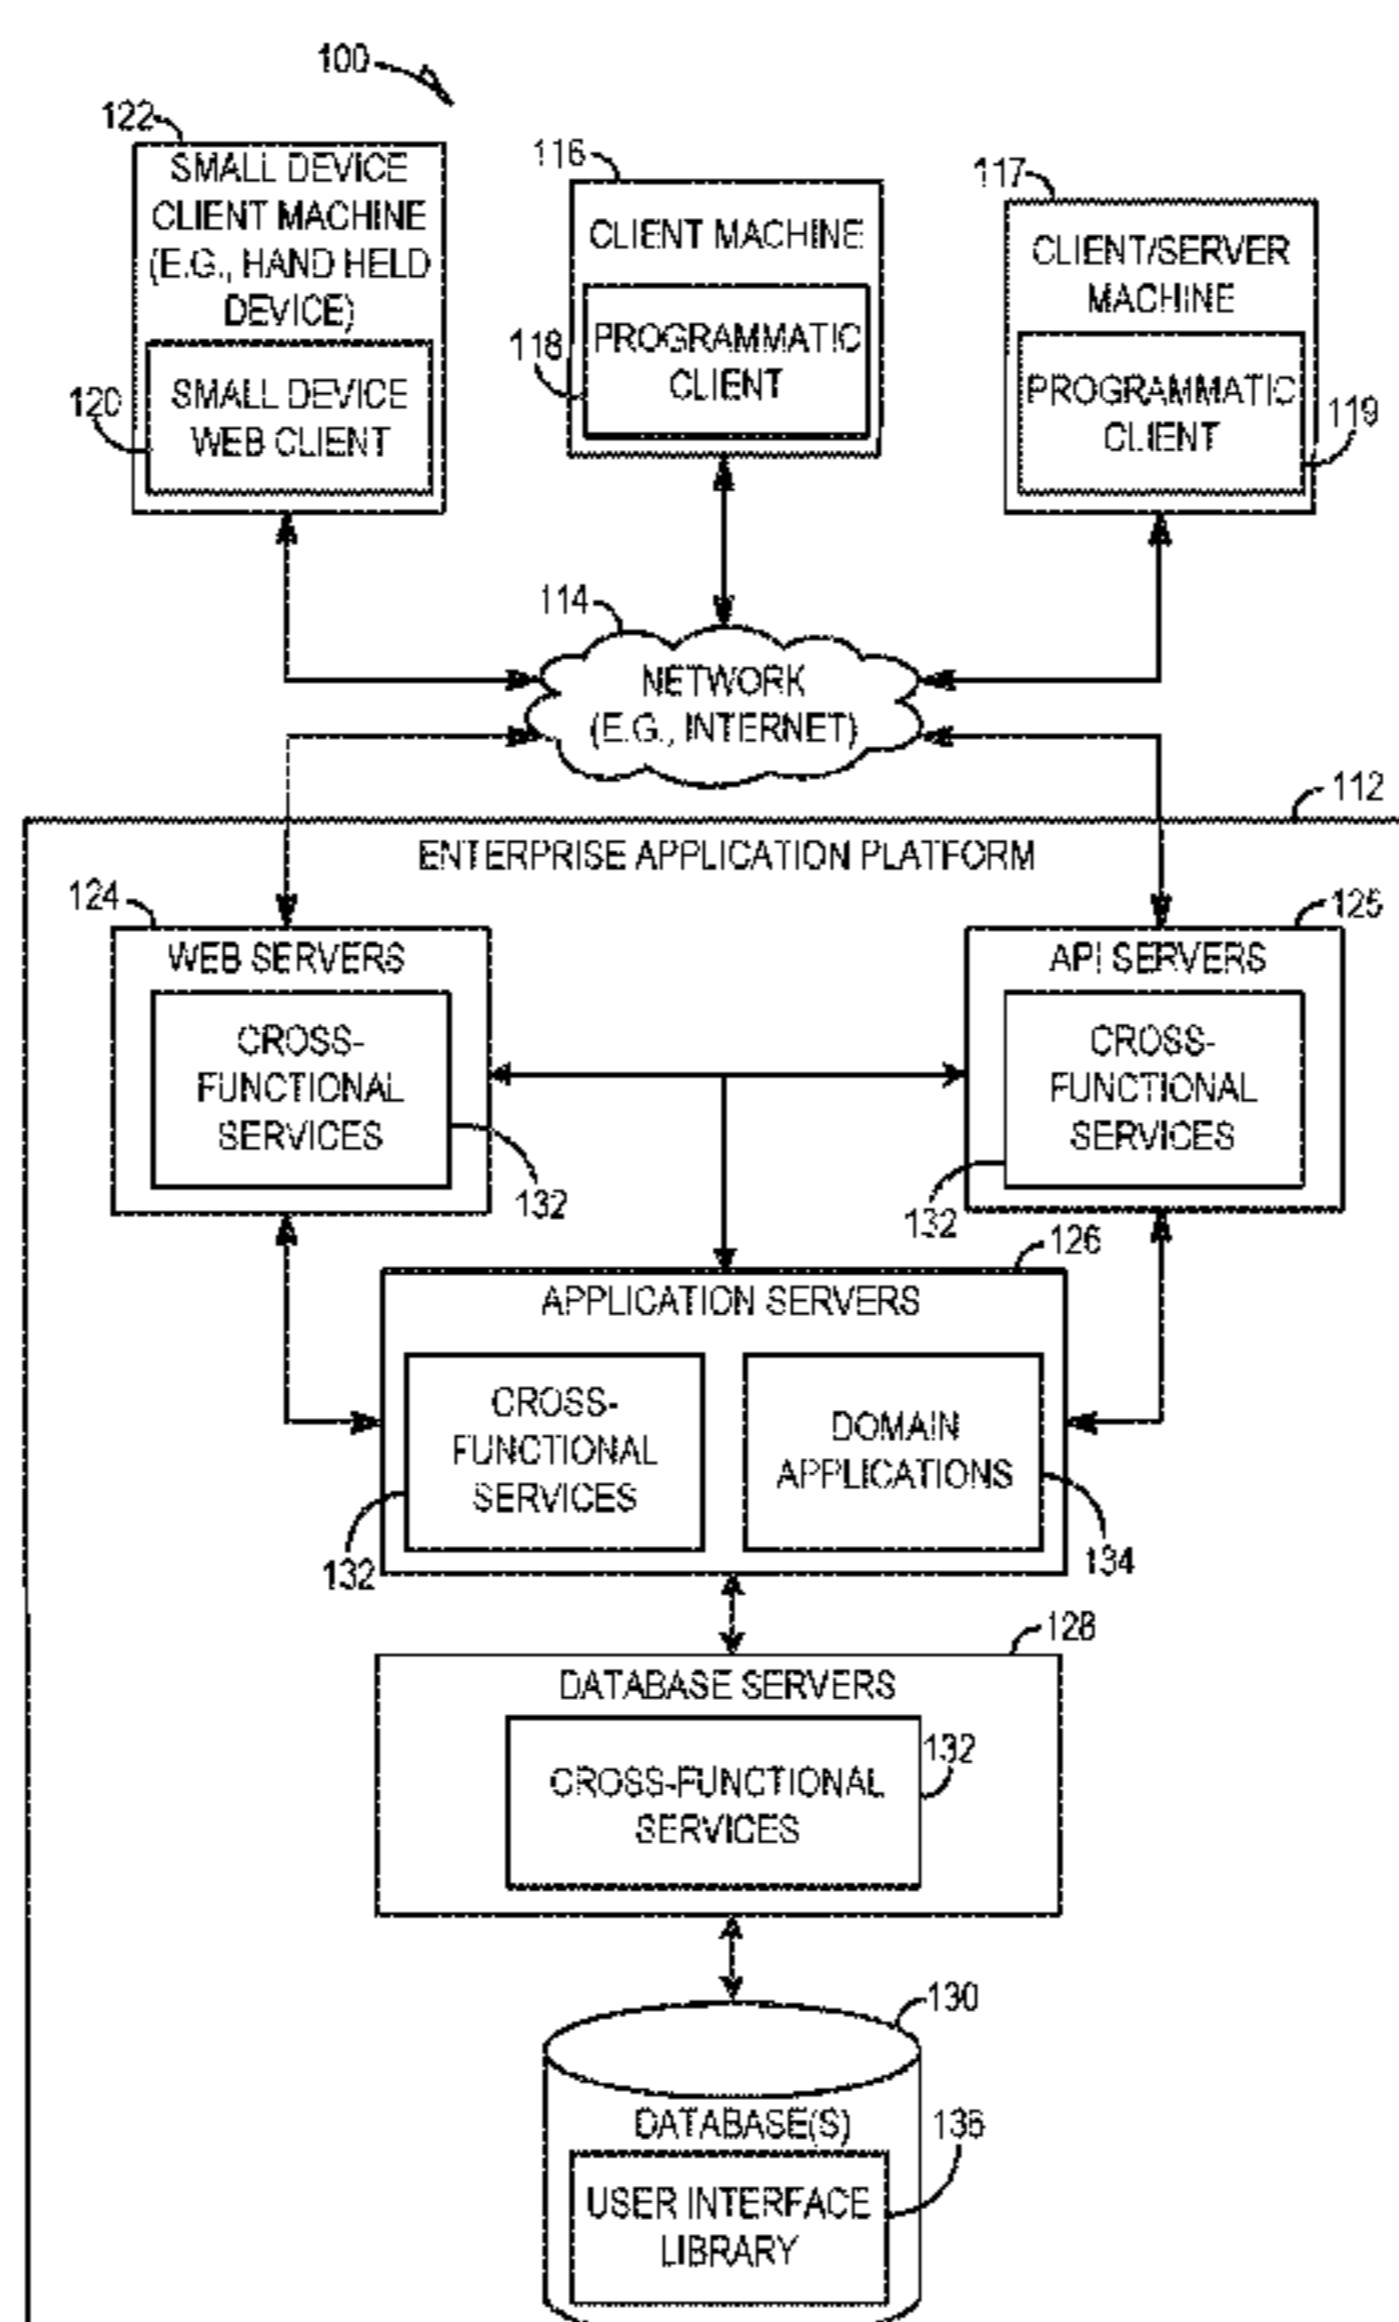 100
122
SMALL DEVICE
CLIENT MACHINE
(E.G., HAND HELD
DEVICE)
120
SMALL DEVICE
WEB CLIENT
116
CLIENT MACHINE
118
PROGRAMMATIC
CLIENT
117
CLIENT/SERVER
MACHINE
PROGRAMMATIC
CLIENT
119
114
NETWORK
(E.G., INTERNET)
112
ENTERPRISE APPLICATION PLATFORM
124
WEB SERVERS
CROSS-
FUNCTIONAL
SERVICES
132
125
API SERVERS
CROSS-
FUNCTIONAL
SERVICES
132
126
APPLICATION SERVERS
CROSS-
FUNCTIONAL
SERVICES
132
DOMAIN
APPLICATIONS
134
128
DATABASE SERVERS
CROSS-FUNCTIONAL
SERVICES
132
130
DATABASE(S)
136
USER INTERFACE
LIBRARY